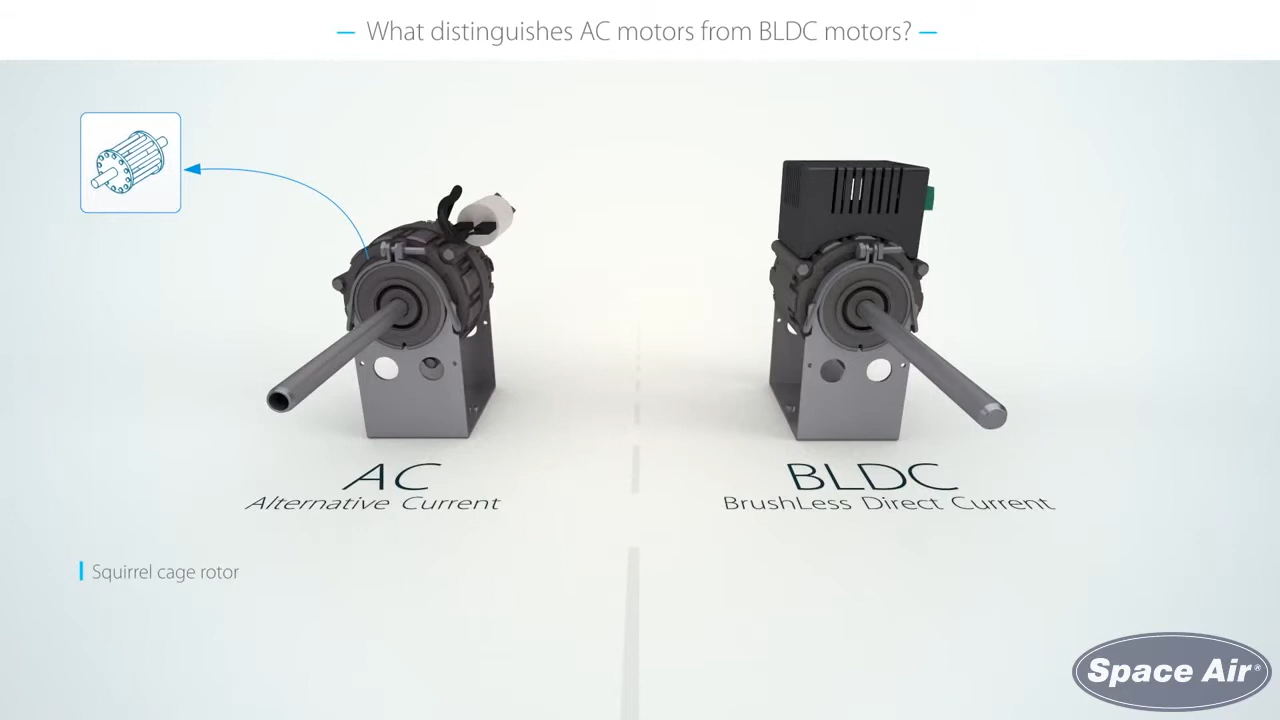 What distinguishes AC motors from BLDC motors?
AC
Alternative Current
BLDC
BrushLess Direct Current
Squirrel cage rotor
Space Air®